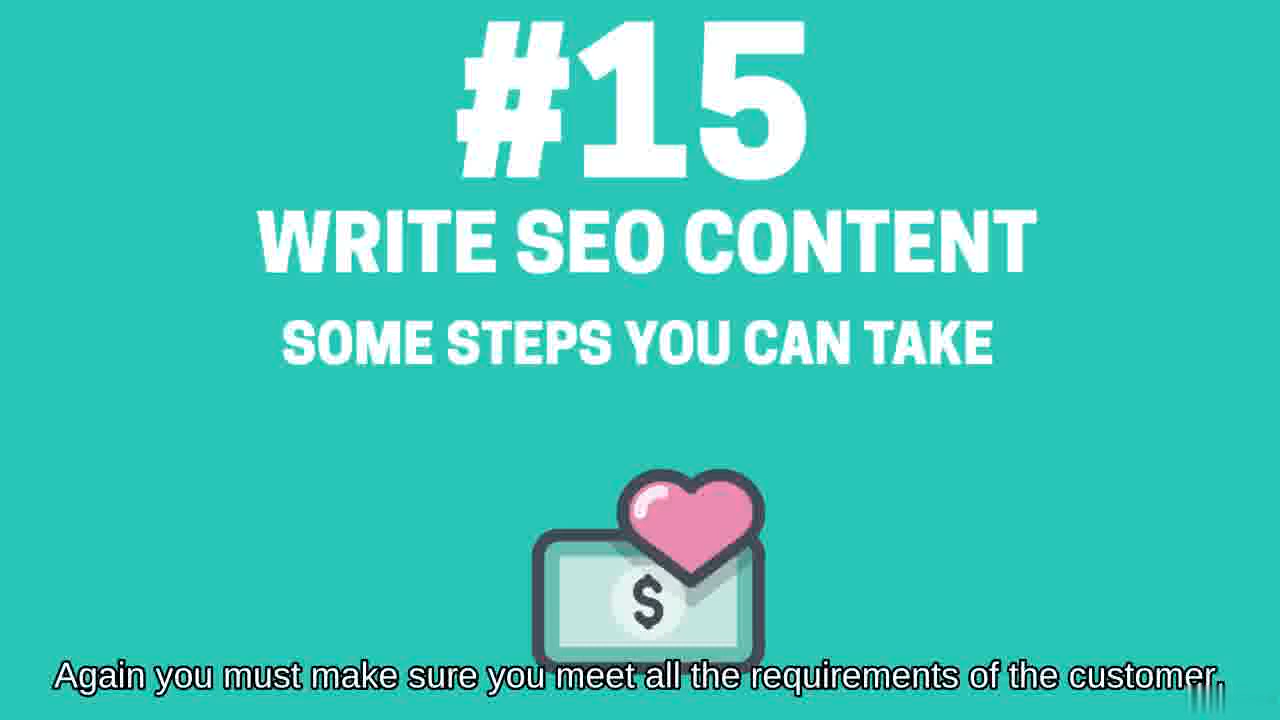 #15
WRITE SEO CONTENT
SOME STEPS YOU CAN TAKE
$
Again you must make sure you meet all the requirements of the customer.